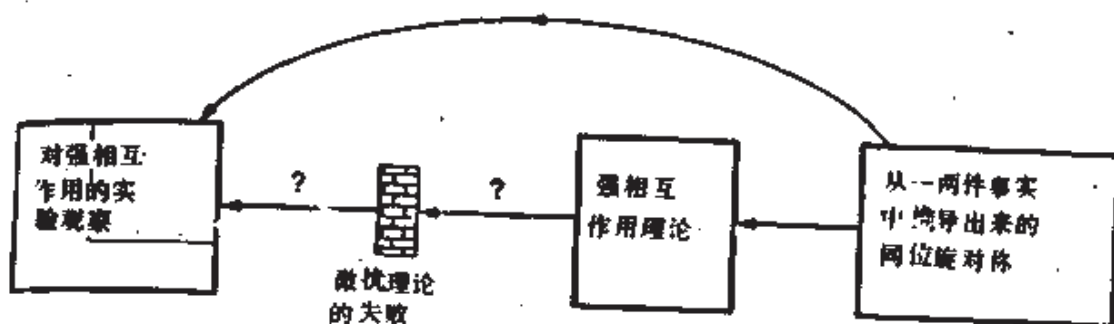 对强相互
作用的实
验观察
?
微扰理论
的失败
?
强相互
作用理论
从一两件事实
中推导出来的
同位旋对称